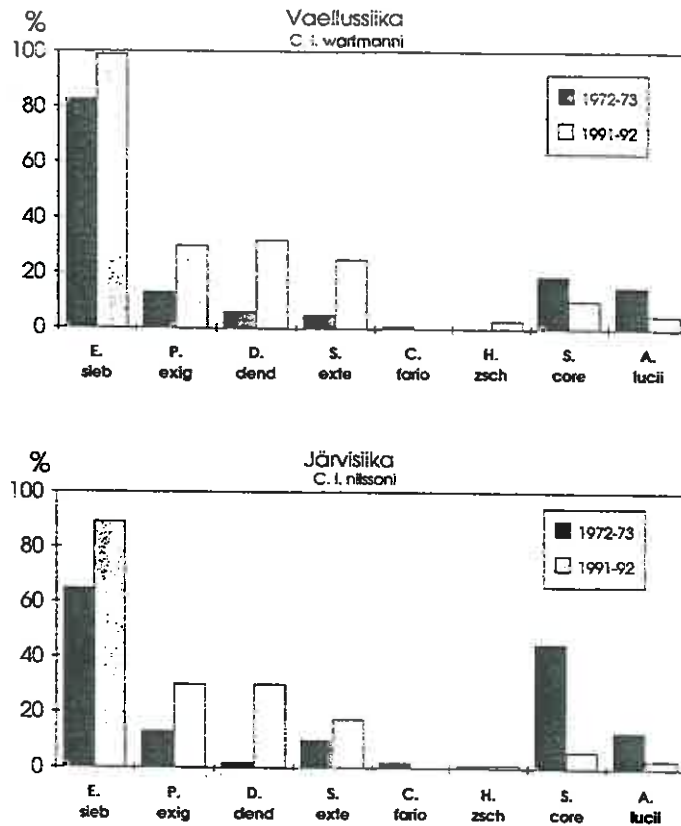 Vaellussiika
C. l. wartmanni
%
100
80
60
40
20
0
1972-73
1991-92
E. P. D. S. C. H. S. A.
sieb exig dend exte fario zsch core lucii
Järvisiika
C. l. nilssoni
%
100
80
60
40
20
0
1972-73
1991-92
E. P. D. S. C. H. S. A.
sieb exig dend exte fario zsch core lucii